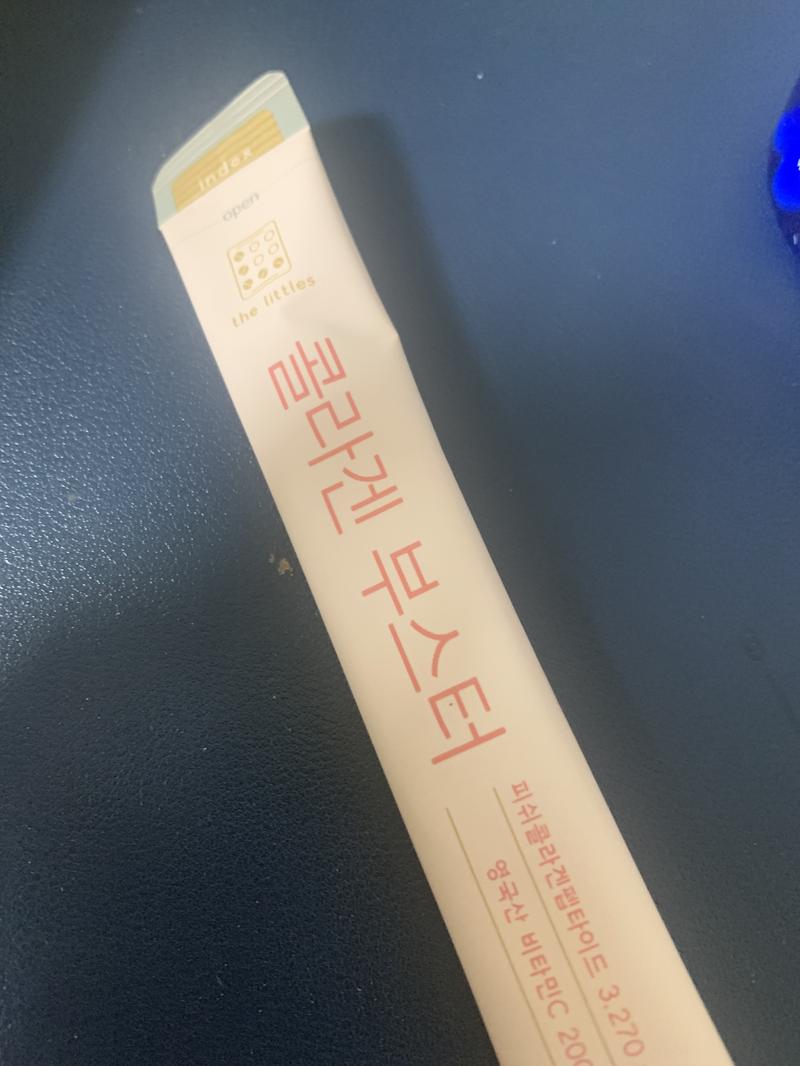 index
open
the littles
콜라겐 부스터
피쉬콜라겐펩타이드 3,270
영국산 비타민C 200